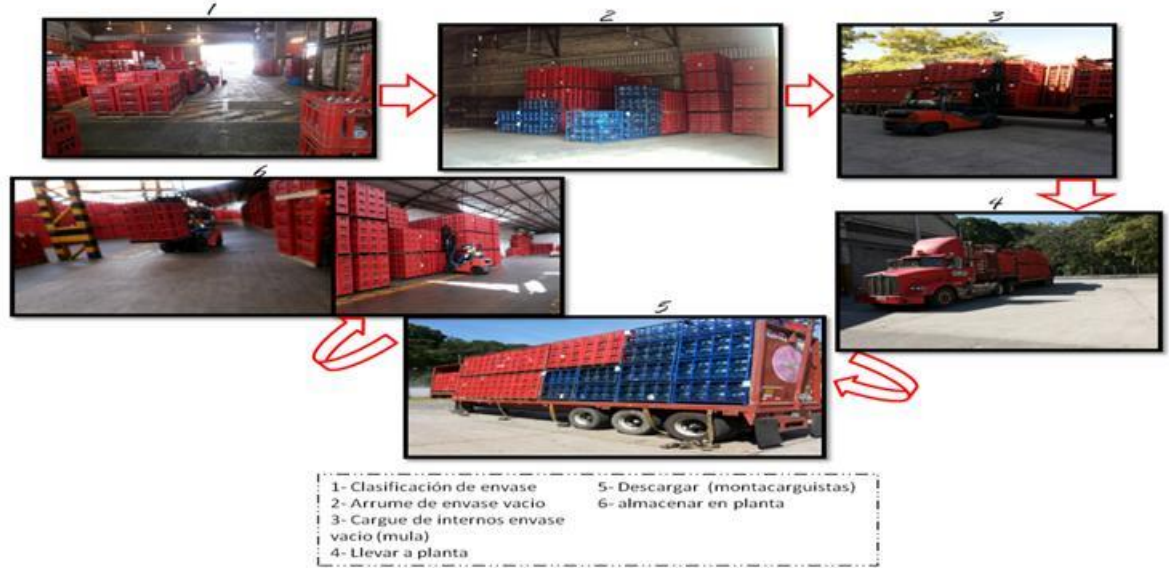 1
2
3
6
4
5
1- Clasificación de envase
2- Arrume de envase vacio
3- Cargue de internos envase
vacio (mula)
4- Llevar a planta
5- Descargar (montacarguistas)
6- almacenar en planta